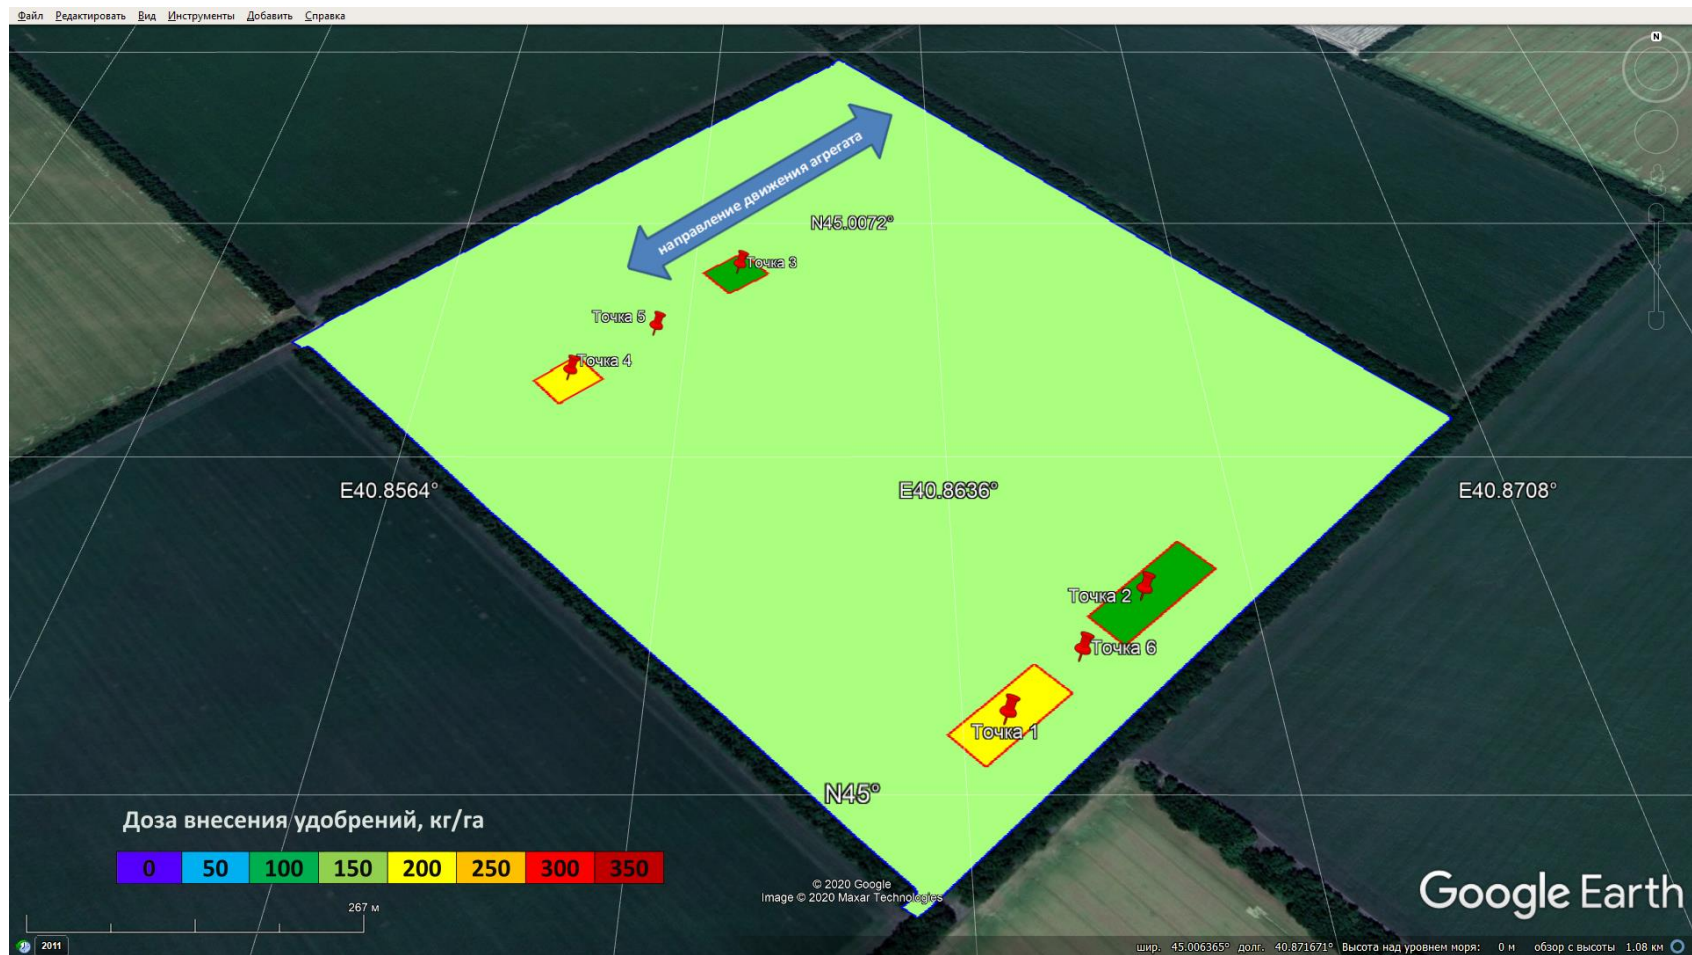 Файл Редактировать Вид Инструменты Добавить Справка
N
направление движения агрегата
N45.0072°
Точка 3
Точка 5
Точка 4
E40.8564°
E40.8636°
E40.8708°
Точка 2
Точка 6
Точка 1
N45°
Доза внесения удобрений, кг/га
0 50 100 150 200 250 300 350
© 2020 Google
Image © 2020 Maxar Technologies
Google Earth
267 м
2011
шир. 45.006365° долг. 40.871671° Высота над уровнем моря: 0 м обзор с высоты 1.08 км